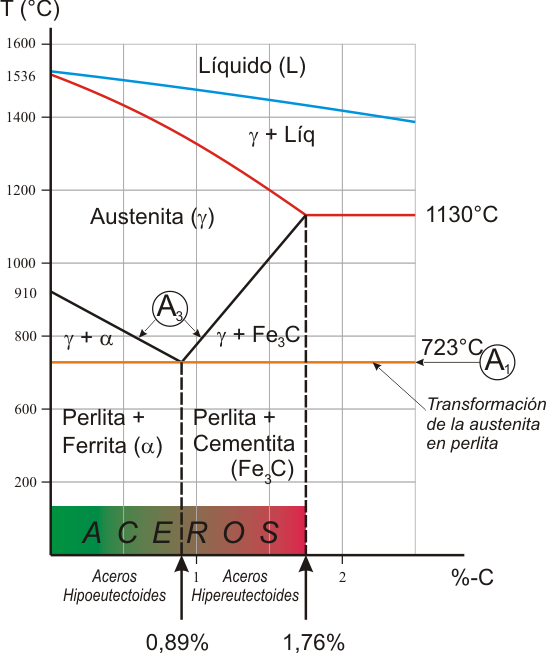 T (°C)
1600
1536
1400
1200
1000
910
800
600
200
Líquido (L)
γ + Líq
Austenita (γ)
1130°C
A3
γ + α
γ + Fe3C
723°C
A1
Transformación
de la austenita
en perlita
Perlita +
Ferrita (α)
Perlita +
Cementita
(Fe3C)
ACEROS
Aceros
Hipoeutectoides
1
Aceros
Hipereutectoides
2
%-C
0,89%
1,76%